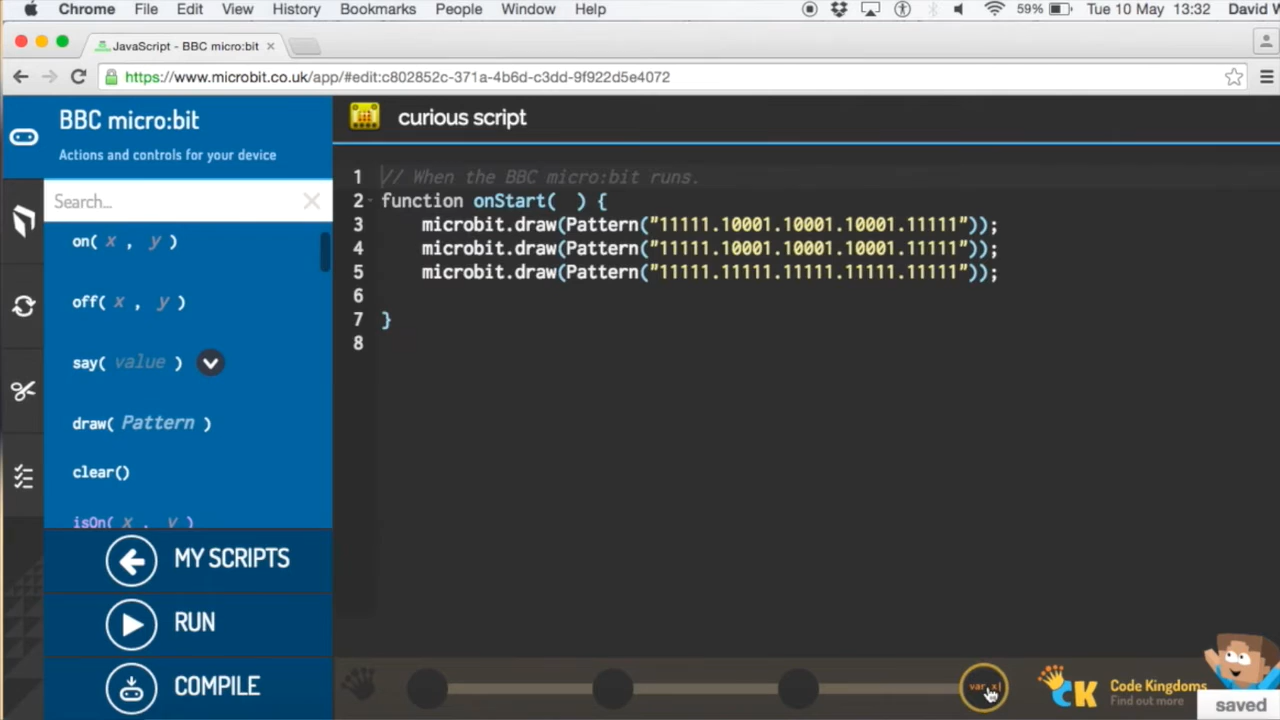 Chrome File Edit View History Bookmarks People Window Help 59% Tue 10 May 13:32 David W
JavaScript - BBC micro:bit
https://www.microbit.co.uk/app/#edit:c802852c-371a-4b6d-c3dd-9f922d5e4072
BBC micro:bit
Actions and controls for your device
curious script
Search...
on( x , y )
off( x , y )
say( value )
draw( Pattern )
clear()
isOn( x , y )
MY SCRIPTS
RUN
COMPILE
1 // When the BBC micro:bit runs.
2 function onStart( ) {
3 microbit.draw(Pattern("11111.10001.10001.10001.11111"));
4 microbit.draw(Pattern("11111.10001.10001.10001.11111"));
5 microbit.draw(Pattern("11111.11111.11111.11111.11111"));
6
7 }
8
var x|
CK
Code Kingdoms
Find out more
saved